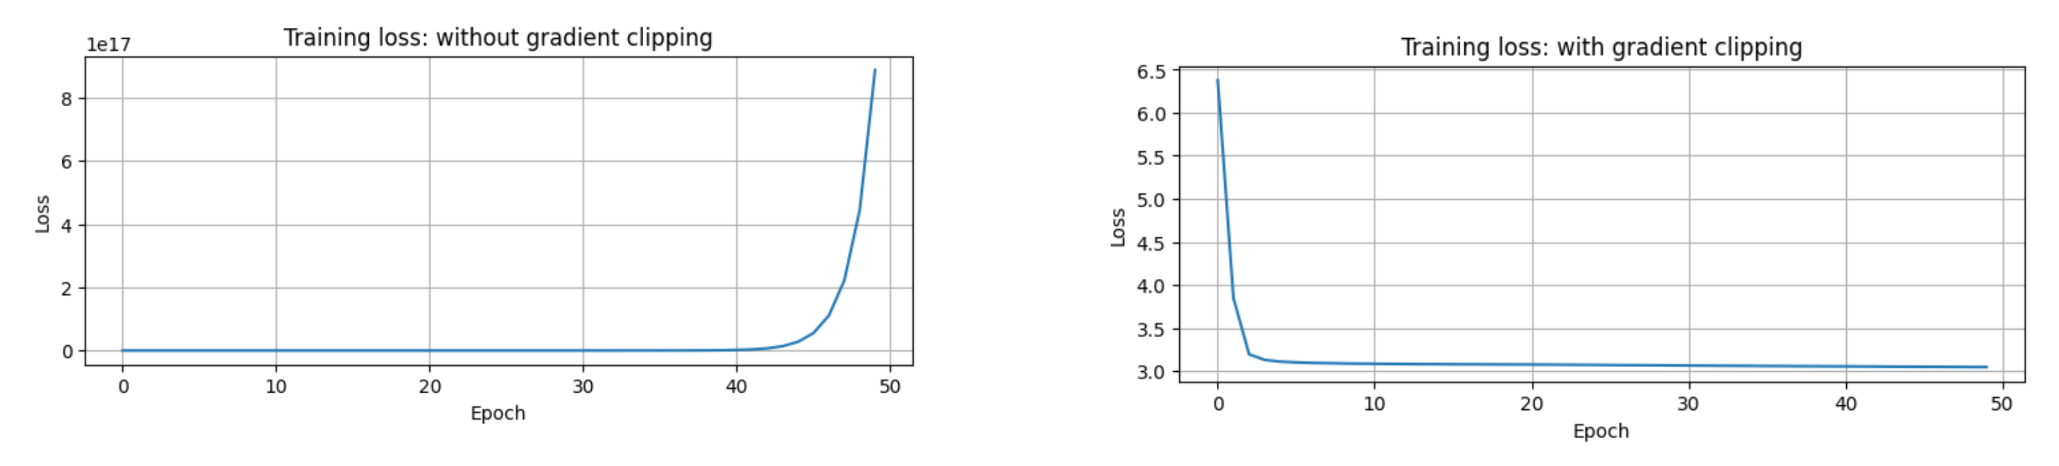 Training loss: without gradient clipping
1e17
8
6
4
2
0
Loss
0 10 20 30 40 50
Epoch
Training loss: with gradient clipping
6.5
6.0
5.5
5.0
4.5
4.0
3.5
3.0
Loss
0 10 20 30 40 50
Epoch